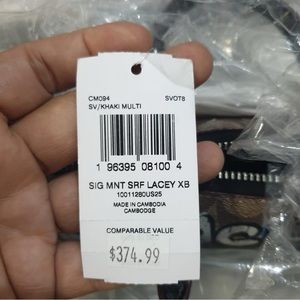 CM094 SVOT8
SV/KHAKI MULTI
1 96395 08100 4
SIG MNT SRF LACEY XB
10011280US25
MADE IN CAMBODIA
CAMBODGE
COMPARABLE VALUE
$374.99